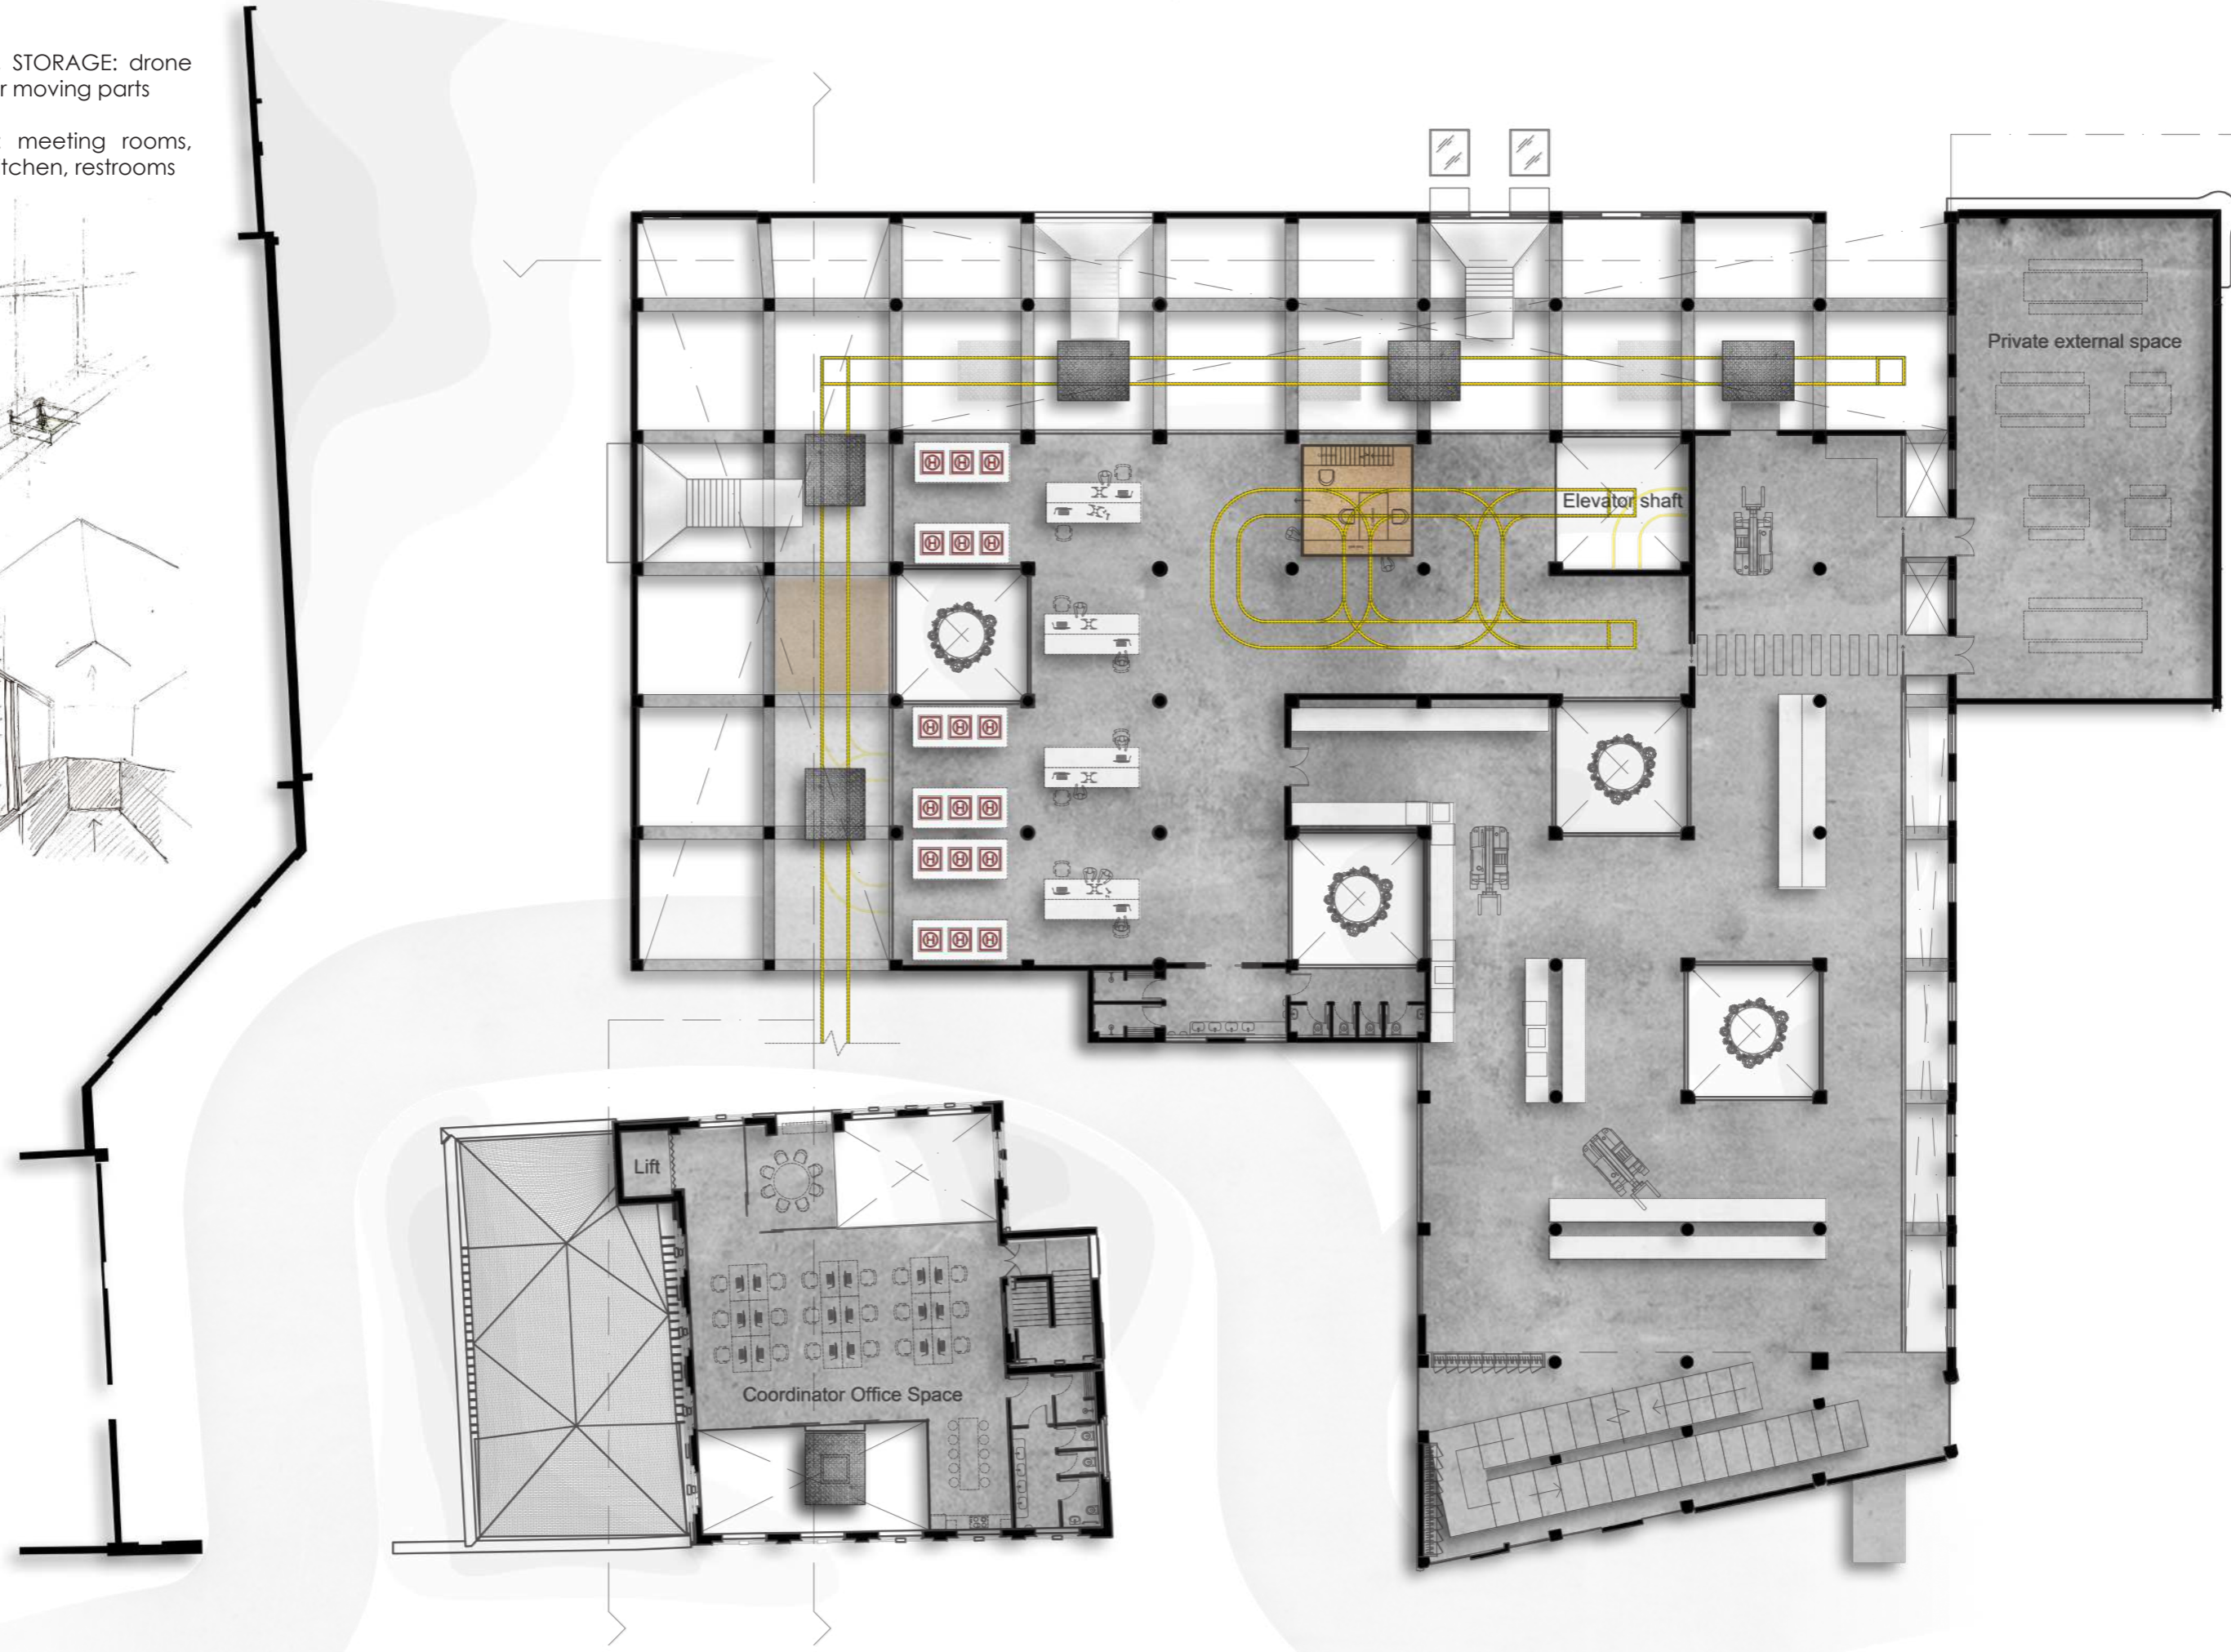 STORAGE: drone
r moving parts
: meeting rooms,
tchen, restrooms
Private external space
Elevator shaft
H H H
H H H
H H H
H H H
H H H
H H H
Lift
Coordinator Office Space